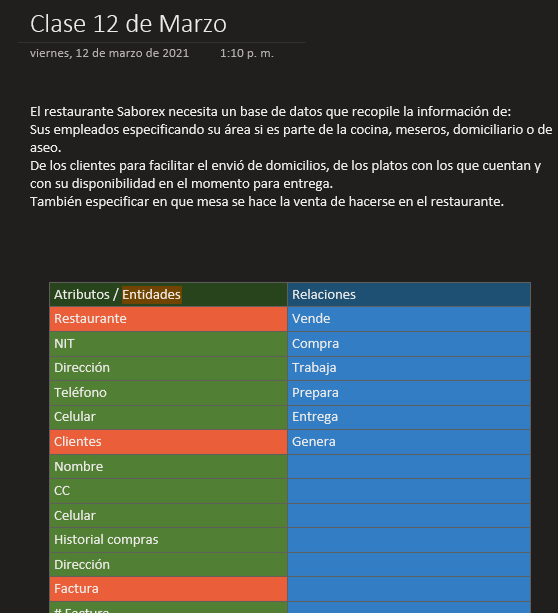 Clase 12 de Marzo
viernes, 12 de marzo de 2021 1:10 p. m.
El restaurante Saborex necesita un base de datos que recopile la información de:
Sus empleados especificando su área si es parte de la cocina, meseros, domiciliario o de
aseo.
De los clientes para facilitar el envió de domicilios, de los platos con los que cuentan y
con su disponibilidad en el momento para entrega.
También especificar en que mesa se hace la venta de hacerse en el restaurante.
Atributos / Entidades Relaciones
Restaurante Vende
NIT Compra
Dirección Trabaja
Teléfono Prepara
Celular Entrega
Clientes Genera
Nombre
CC
Celular
Historial compras
Dirección
Factura
# Factura